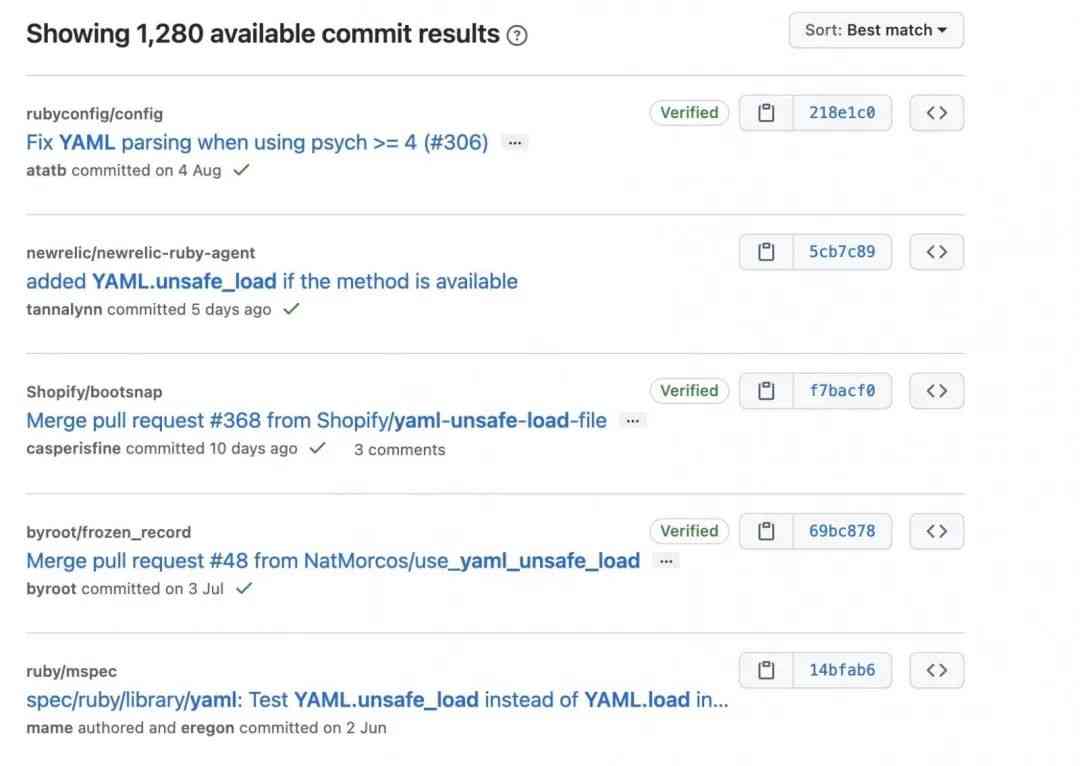 Showing 1,280 available commit results ?
Sort: Best match
rubyconfig/config
Verified
218e1c0
<>
Fix YAML parsing when using psych >= 4 (#306) ...
atatb committed on 4 Aug ✓
newrelic/newrelic-ruby-agent
5cb7c89
<>
added YAML.unsafe_load if the method is available
tannalynn committed 5 days ago ✓
Shopify/bootsnap
Verified
f7bacf0
<>
Merge pull request #368 from Shopify/yaml-unsafe-load-file ...
casperisfine committed 10 days ago ✓ 3 comments
byroot/frozen_record
Verified
69bc878
<>
Merge pull request #48 from NatMorcos/use_yaml_unsafe_load ...
byroot committed on 3 Jul ✓
ruby/mspec
14bfab6
<>
spec/ruby/library/yaml: Test YAML.unsafe_load instead of YAML.load in...
mame authored and eregon committed on 2 Jun